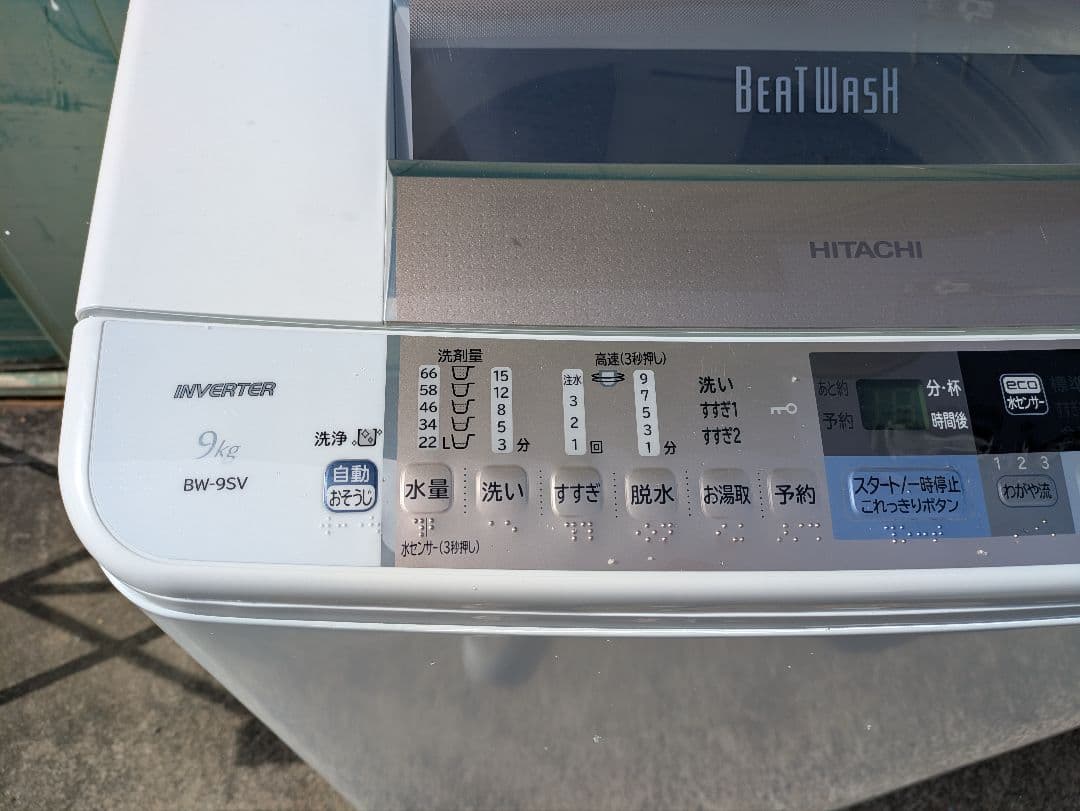 BEAT WASH
HITACHI
INVERTER
9kg
BW-9SV
洗浄
自動
おそうじ
洗剤量
66
58
46
34
22 L
15
12
8
5
3 分
高速(3秒押し)
注水
3
2
1 回
9
7
5
3
1 分
洗い
すすぎ1
すすぎ2
あと約
予約
分・杯
時間後
eco
水センサー
標準
水量
洗い
すすぎ
脱水
お湯取
予約
水センサー(3秒押し)
スタート/一時停止
これっきりボタン
1 2 3
わがや流